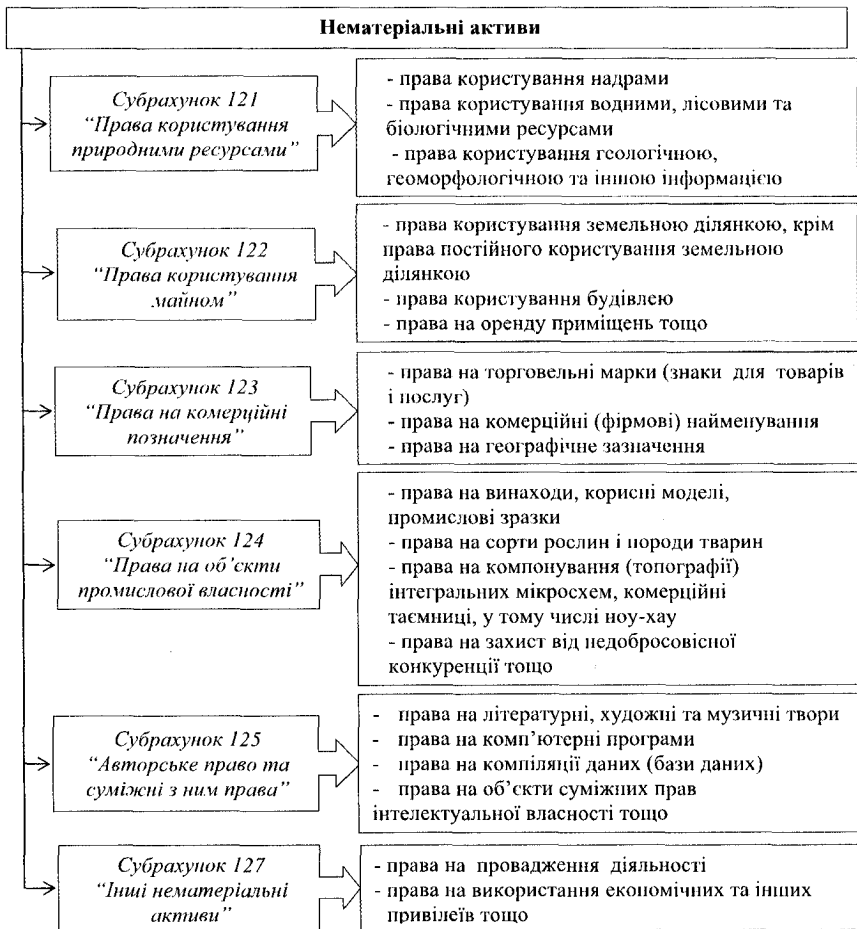 Нематеріальні активи
Субрахунок 121
“Права користування
природними ресурсами”
- права користування надрами
- права користування водними, лісовими та
біологічними ресурсами
- права користування геологічною,
геоморфологічною та іншою інформацією
Субрахунок 122
“Права користування
майном”
- права користування земельною ділянкою, крім
права постійного користування земельною
ділянкою
- права користування будівлею
- права на оренду приміщень тощо
Субрахунок 123
“Права на комерційні
позначення”
- права на торговельні марки (знаки для товарів
і послуг)
- права на комерційні (фірмові) найменування
- права на географічне зазначення
Субрахунок 124
“Права на об’єкти
промислової власності”
- права на винаходи, корисні моделі,
промислові зразки
- права на сорти рослин і породи тварин
- права на компонування (топографії)
інтегральних мікросхем, комерційні
таємниці, у тому числі ноу-хау
- права на захист від недобросовісної
конкуренції тощо
Субрахунок 125
“Авторське право та
суміжні з ним права”
- права на літературні, художні та музичні твори
- права на комп’ютерні програми
- права на компіляції даних (бази даних)
- права на об’єкти суміжних прав
інтелектуальної власності тощо
Субрахунок 127
“Інші нематеріальні
активи”
- права на провадження діяльності
- права на використання економічних та інших
привілеїв тощо